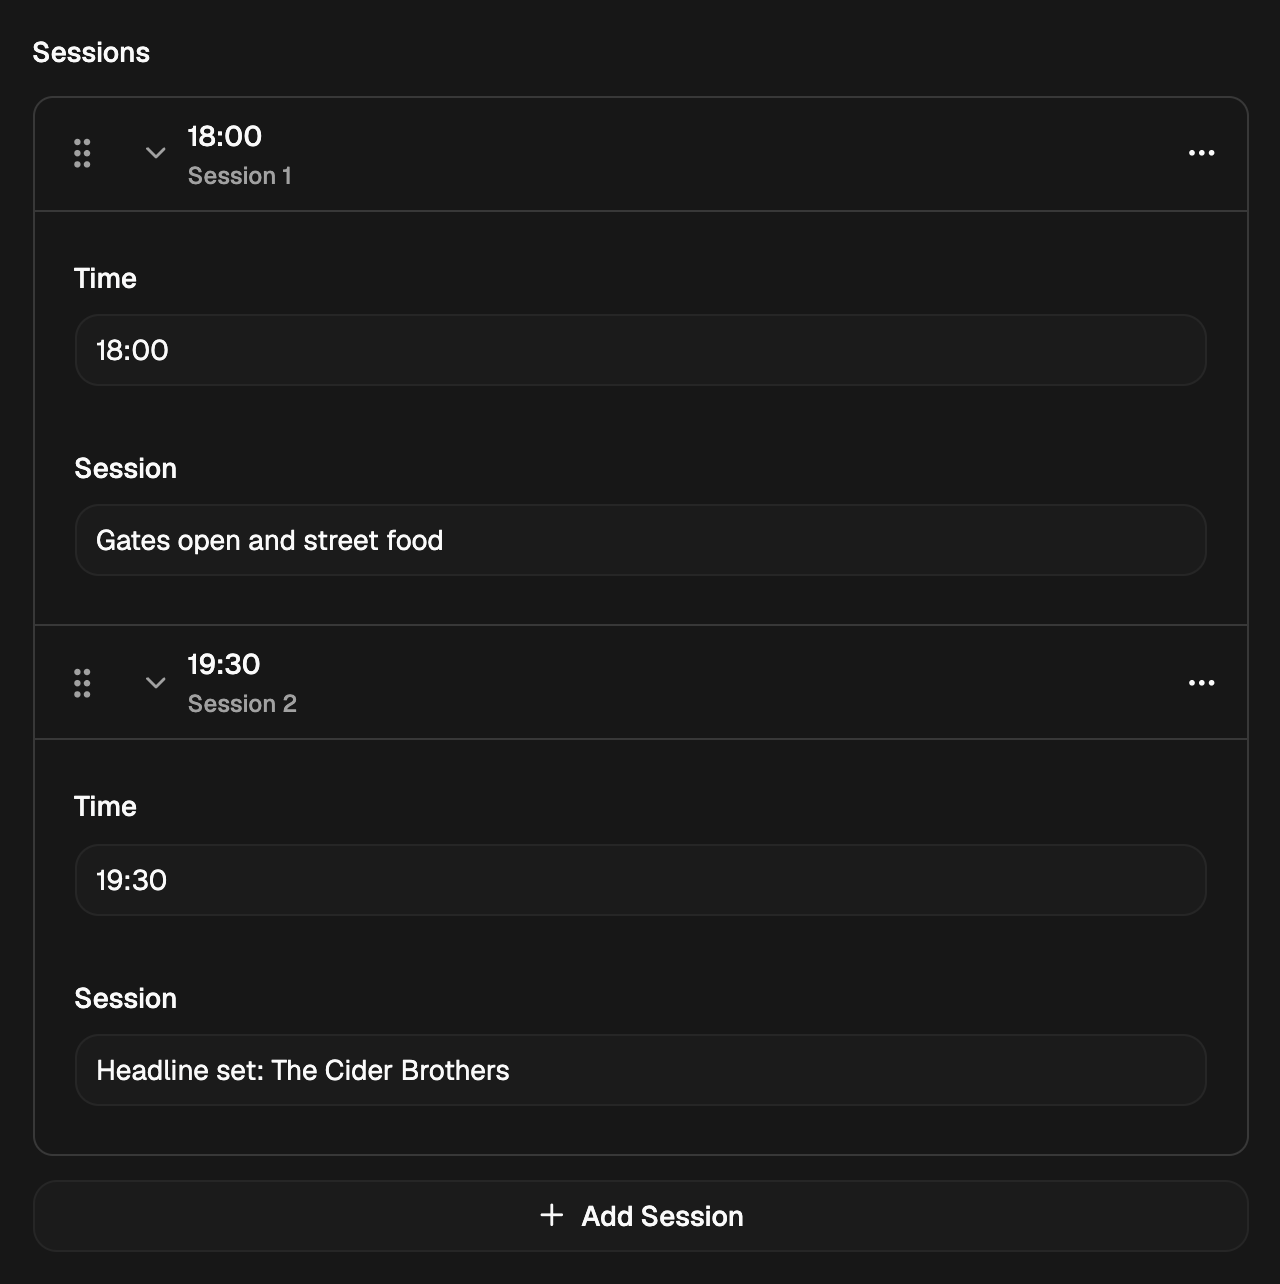 Sessions
18:00
Session 1
Time
18:00
Session
Gates open and street food
19:30
Session 2
Time
19:30
Session
Headline set: The Cider Brothers
Add Session